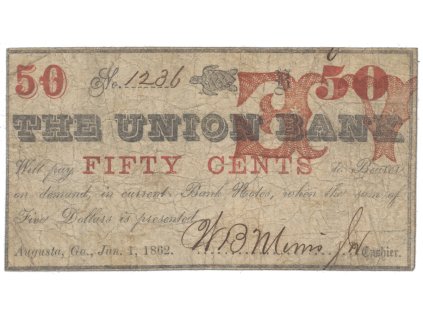 50 No. 1236 50
THE UNION BANK
Will pay FIFTY CENTS to Bearer
on demand, in current Bank Notes, when the sum of
Five Dollars is presented
Augusta, Ga., Jan. 1, 1862. Cashier.